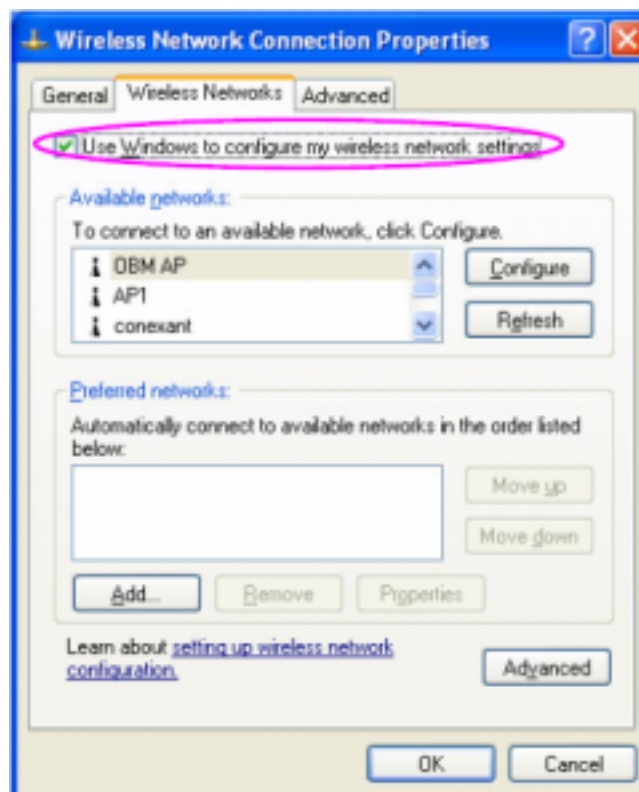 Wireless Network Connection Properties
General Wireless Networks Advanced
Use Windows to configure my wireless network settings
Available networks:
To connect to an available network, click Configure.
OBM AP
AP1
conexant
Configure
Refresh
Preferred networks:
Automatically connect to available networks in the order listed
below:
Move up
Move down
Add... Remove Properties
Learn about setting up wireless network
configuration.
Advanced
OK Cancel